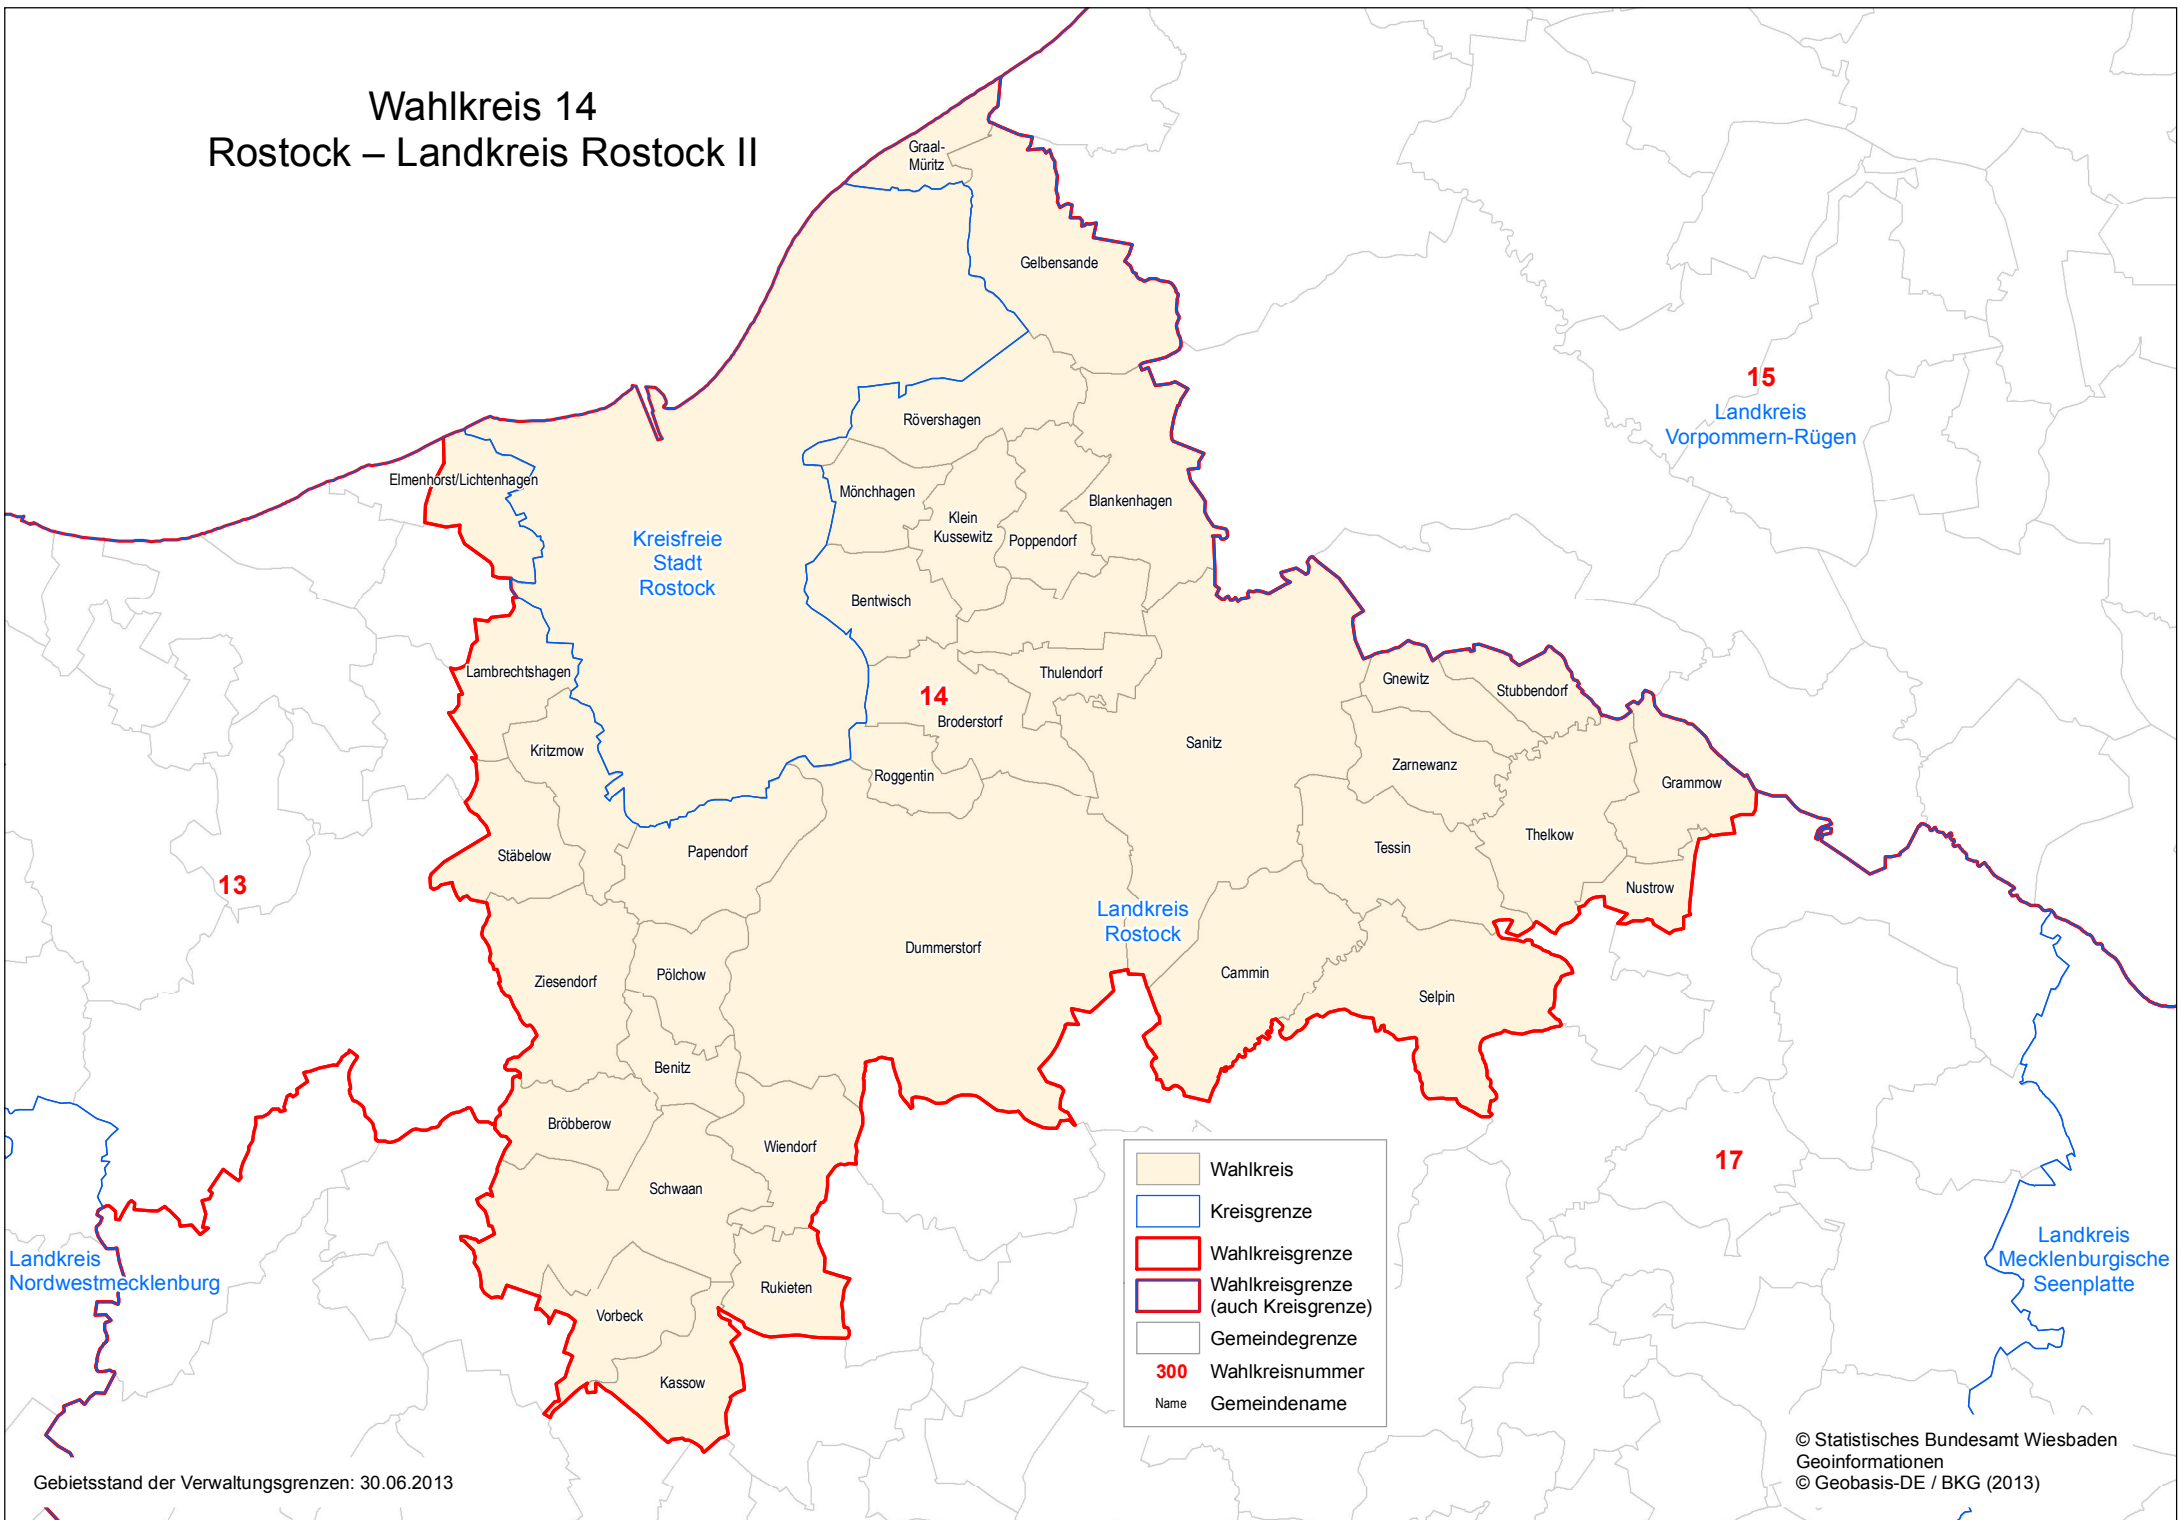 Wahlkreis 14
Rostock – Landkreis Rostock II
Graal-
Müritz
Gelbensande
15
Landkreis
Vorpommern-Rügen
Rövershagen
Elmenhorst/Lichtenhagen
Mönchhagen
Blankenhagen
Klein
Kussewitz
Poppendorf
Kreisfreie
Stadt
Rostock
Bentwisch
Lambrechtshagen
Thulendorf
Gnewitz
Stubbendorf
14
Broderstorf
Sanitz
Kritzmow
Zarnewanz
Roggentin
Grammow
Thelkow
Tessin
Papendorf
Stäbelow
13
Nustrow
Landkreis
Rostock
Dummerstorf
Cammin
Pölchow
Ziesendorf
Selpin
Benitz
Bröbberow
Wiendorf
17
Schwaan
Landkreis
Nordwestmecklenburg
Landkreis
Mecklenburgische
Seenplatte
Rukieten
Vorbeck
Kassow
Wahlkreis
Kreisgrenze
Wahlkreisgrenze
Wahlkreisgrenze
(auch Kreisgrenze)
Gemeindegrenze
300 Wahlkreisnummer
Name Gemeindename
Gebietsstand der Verwaltungsgrenzen: 30.06.2013
© Statistisches Bundesamt Wiesbaden
Geoinformationen
© Geobasis-DE / BKG (2013)